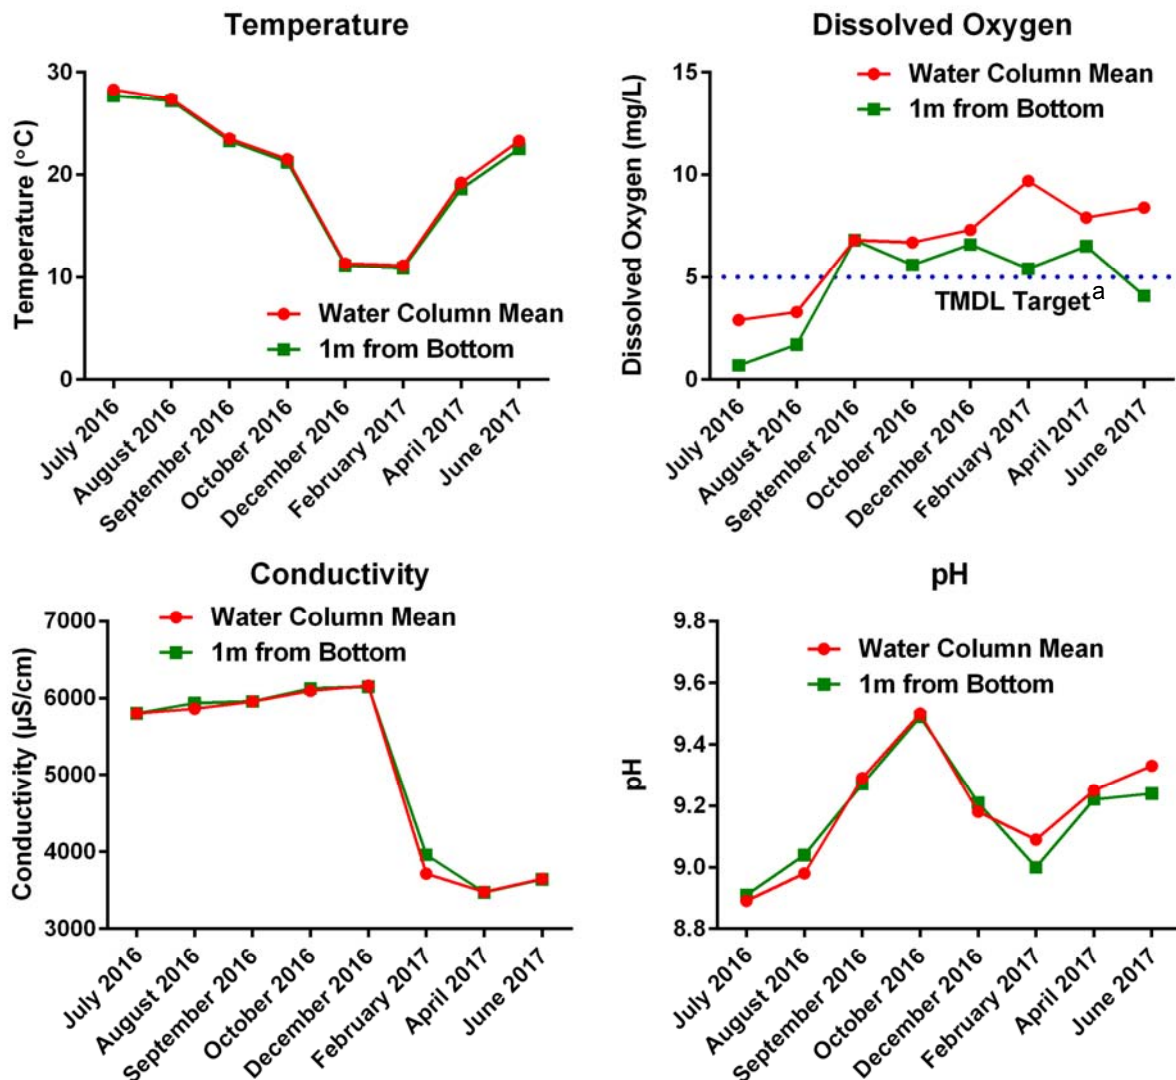 Temperature
30
20
10
0
Temperature (°C)
Water Column Mean
1m from Bottom
July 2016
August 2016
September 2016
October 2016
December 2016
February 2017
April 2017
June 2017
Dissolved Oxygen
15
10
5
0
Dissolved Oxygen (mg/L)
Water Column Mean
1m from Bottom
TMDL Target a
July 2016
August 2016
September 2016
October 2016
December 2016
February 2017
April 2017
June 2017
Conductivity
7000
6000
5000
4000
3000
Conductivity (µS/cm)
Water Column Mean
1m from Bottom
July 2016
August 2016
September 2016
October 2016
December 2016
February 2017
April 2017
June 2017
pH
9.8
9.6
9.4
9.2
9.0
8.8
pH
Water Column Mean
1m from Bottom
July 2016
August 2016
September 2016
October 2016
December 2016
February 2017
April 2017
June 2017